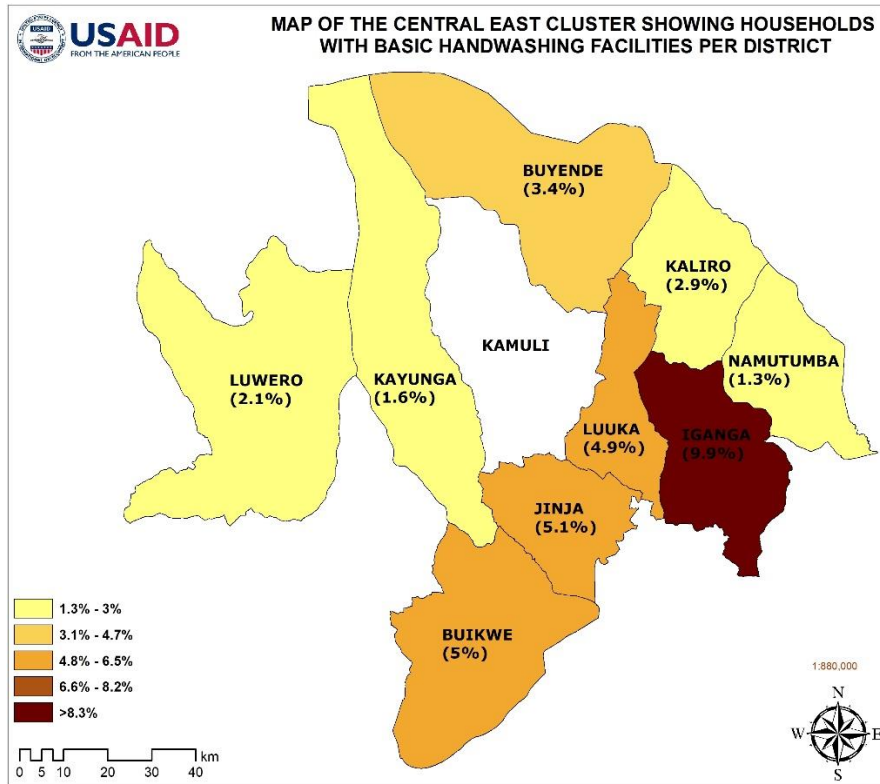 USAID
FROM THE AMERICAN PEOPLE
MAP OF THE CENTRAL EAST CLUSTER SHOWING HOUSEHOLDS
WITH BASIC HANDWASHING FACILITIES PER DISTRICT
BUYENDE
(3.4%)
KALIRO
(2.9%)
NAMUTUMBA
(1.3%)
KAMULI
LUWERO
(2.1%)
KAYUNGA
(1.6%)
LUUKA
(4.9%)
IGANGA
(9.9%)
JINJA
(5.1%)
BUIKWE
(5%)
1.3% - 3%
3.1% - 4.7%
4.8% - 6.5%
6.6% - 8.2%
>8.3%
km
0 5 10 20 30 40
1:880,000
N
W E
S